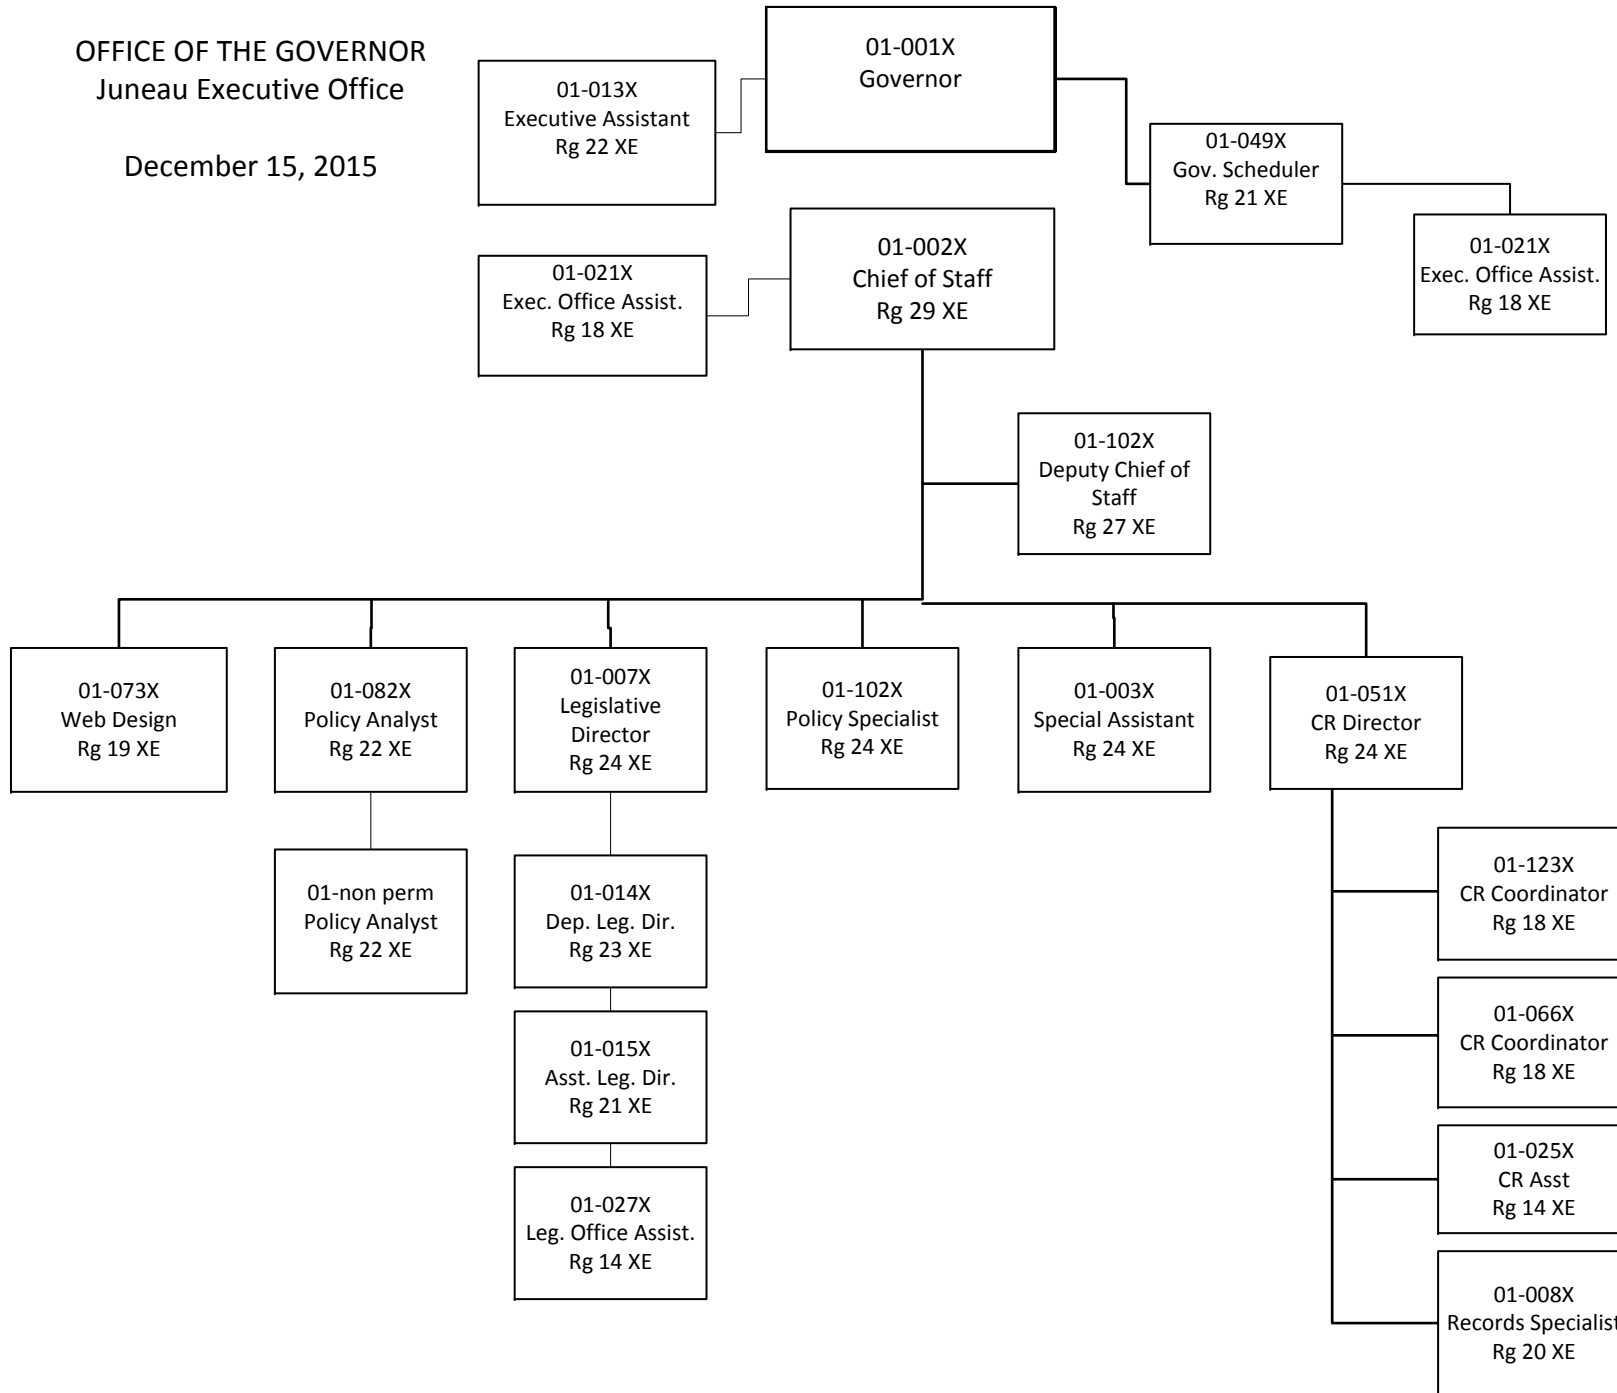 OFFICE OF THE GOVERNOR
Juneau Executive Office
December 15, 2015
01-001X
Governor
01-013X
Executive Assistant
Rg 22 XE
01-049X
Gov. Scheduler
Rg 21 XE
01-021X
Exec. Office Assist.
Rg 18 XE
01-002X
Chief of Staff
Rg 29 XE
01-021X
Exec. Office Assist.
Rg 18 XE
01-102X
Deputy Chief of
Staff
Rg 27 XE
01-073X
Web Design
Rg 19 XE
01-082X
Policy Analyst
Rg 22 XE
01-007X
Legislative
Director
Rg 24 XE
01-102X
Policy Specialist
Rg 24 XE
01-003X
Special Assistant
Rg 24 XE
01-051X
CR Director
Rg 24 XE
01-non perm
Policy Analyst
Rg 22 XE
01-014X
Dep. Leg. Dir.
Rg 23 XE
01-015X
Asst. Leg. Dir.
Rg 21 XE
01-027X
Leg. Office Assist.
Rg 14 XE
01-123X
CR Coordinator
Rg 18 XE
01-066X
CR Coordinator
Rg 18 XE
01-025X
CR Asst
Rg 14 XE
01-008X
Records Specialist
Rg 20 XE